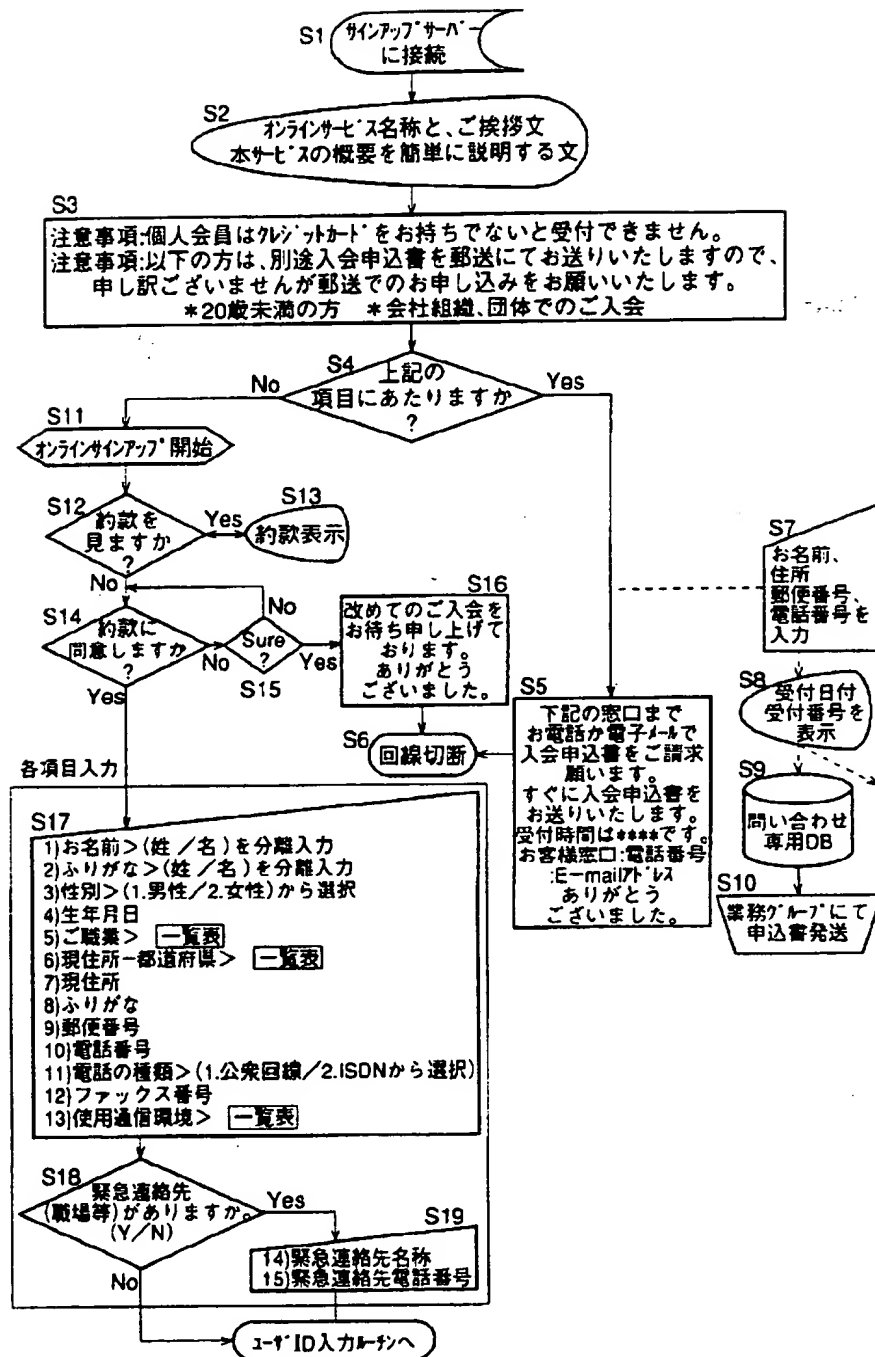 S1
サインアップサーバ
に接続
S2
オンラインサービス名称と、ご挨拶文
本サービスの概要を簡単に説明する文
S3
注意事項:個人会員はクレジットカードをお持ちでないと受付できません。
注意事項:以下の方は、別途入会申込書を郵送にてお送りいたしますので、
申し訳ございませんが郵送でのお申し込みをお願いいたします。
*20歳未満の方 *会社組織、団体でのご入会
S4
上記の
項目にあたりますか
?
No
Yes
S11
オンラインサインアップ開始
S12
約款を
見ますか
?
Yes
S13
約款表示
No
S14
約款に
同意しますか
?
No
Yes
S15
Sure
?
No
Yes
S16
改めてのご入会を
お待ち申し上げて
おります。
ありがとう
ございました。
S6
回線切断
S5
下記の窓口まで
お電話か電子メールで
入会申込書をご請求
願います。
すぐに入会申込書を
お送りいたします。
受付時間は****です。
お客様窓口:電話番号
:E-mailアドレス
ありがとう
ございました。
S7
お名前、
住所
郵便番号、
電話番号を
入力
S8
受付日付
受付番号を
表示
S9
問い合わせ
専用DB
S10
業務グループにて
申込書発送
各項目入力
S17
1)お名前>(姓/名)を分離入力
2)ふりがな>(姓/名)を分離入力
3)性別>(1.男性/2.女性)から選択
4)生年月日
5)ご職業> 一覧表
6)現住所-都道府県> 一覧表
7)現住所
8)ふりがな
9)郵便番号
10)電話番号
11)電話の種類>(1.公衆回線/2.ISDNから選択)
12)ファックス番号
13)使用通信環境> 一覧表
S18
緊急連絡先
(職場等)がありますか。
(Y/N)
Yes
No
S19
14)緊急連絡先名称
15)緊急連絡先電話番号
ユーザID入力ルーチンへ